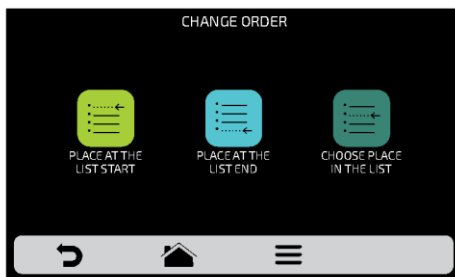 CHANGE ORDER
PLACE AT THE
LIST START
PLACE AT THE
LIST END
CHOOSE PLACE
IN THE LIST